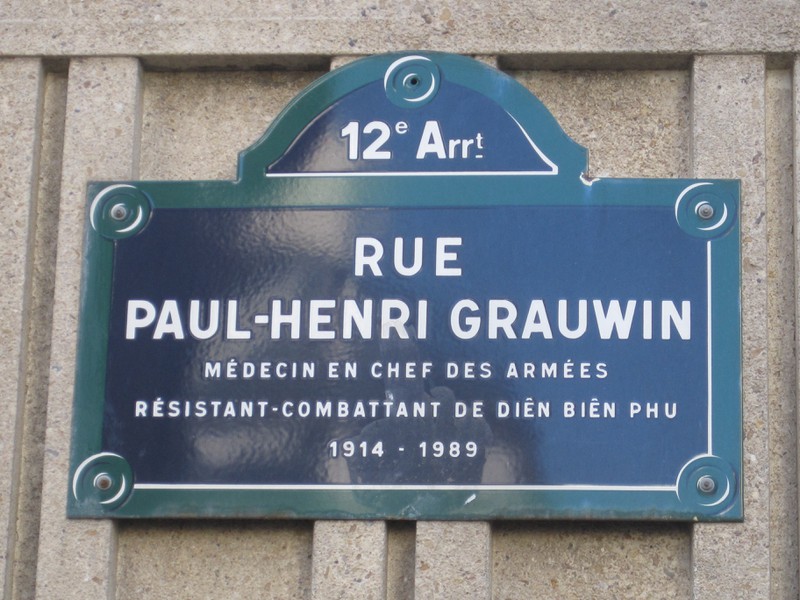 12e Arrt
RUE
PAUL-HENRI GRAUWIN
MÉDECIN EN CHEF DES ARMÉES
RÉSISTANT-COMBATTANT DE DIÊN BIÊN PHU
1914 - 1989